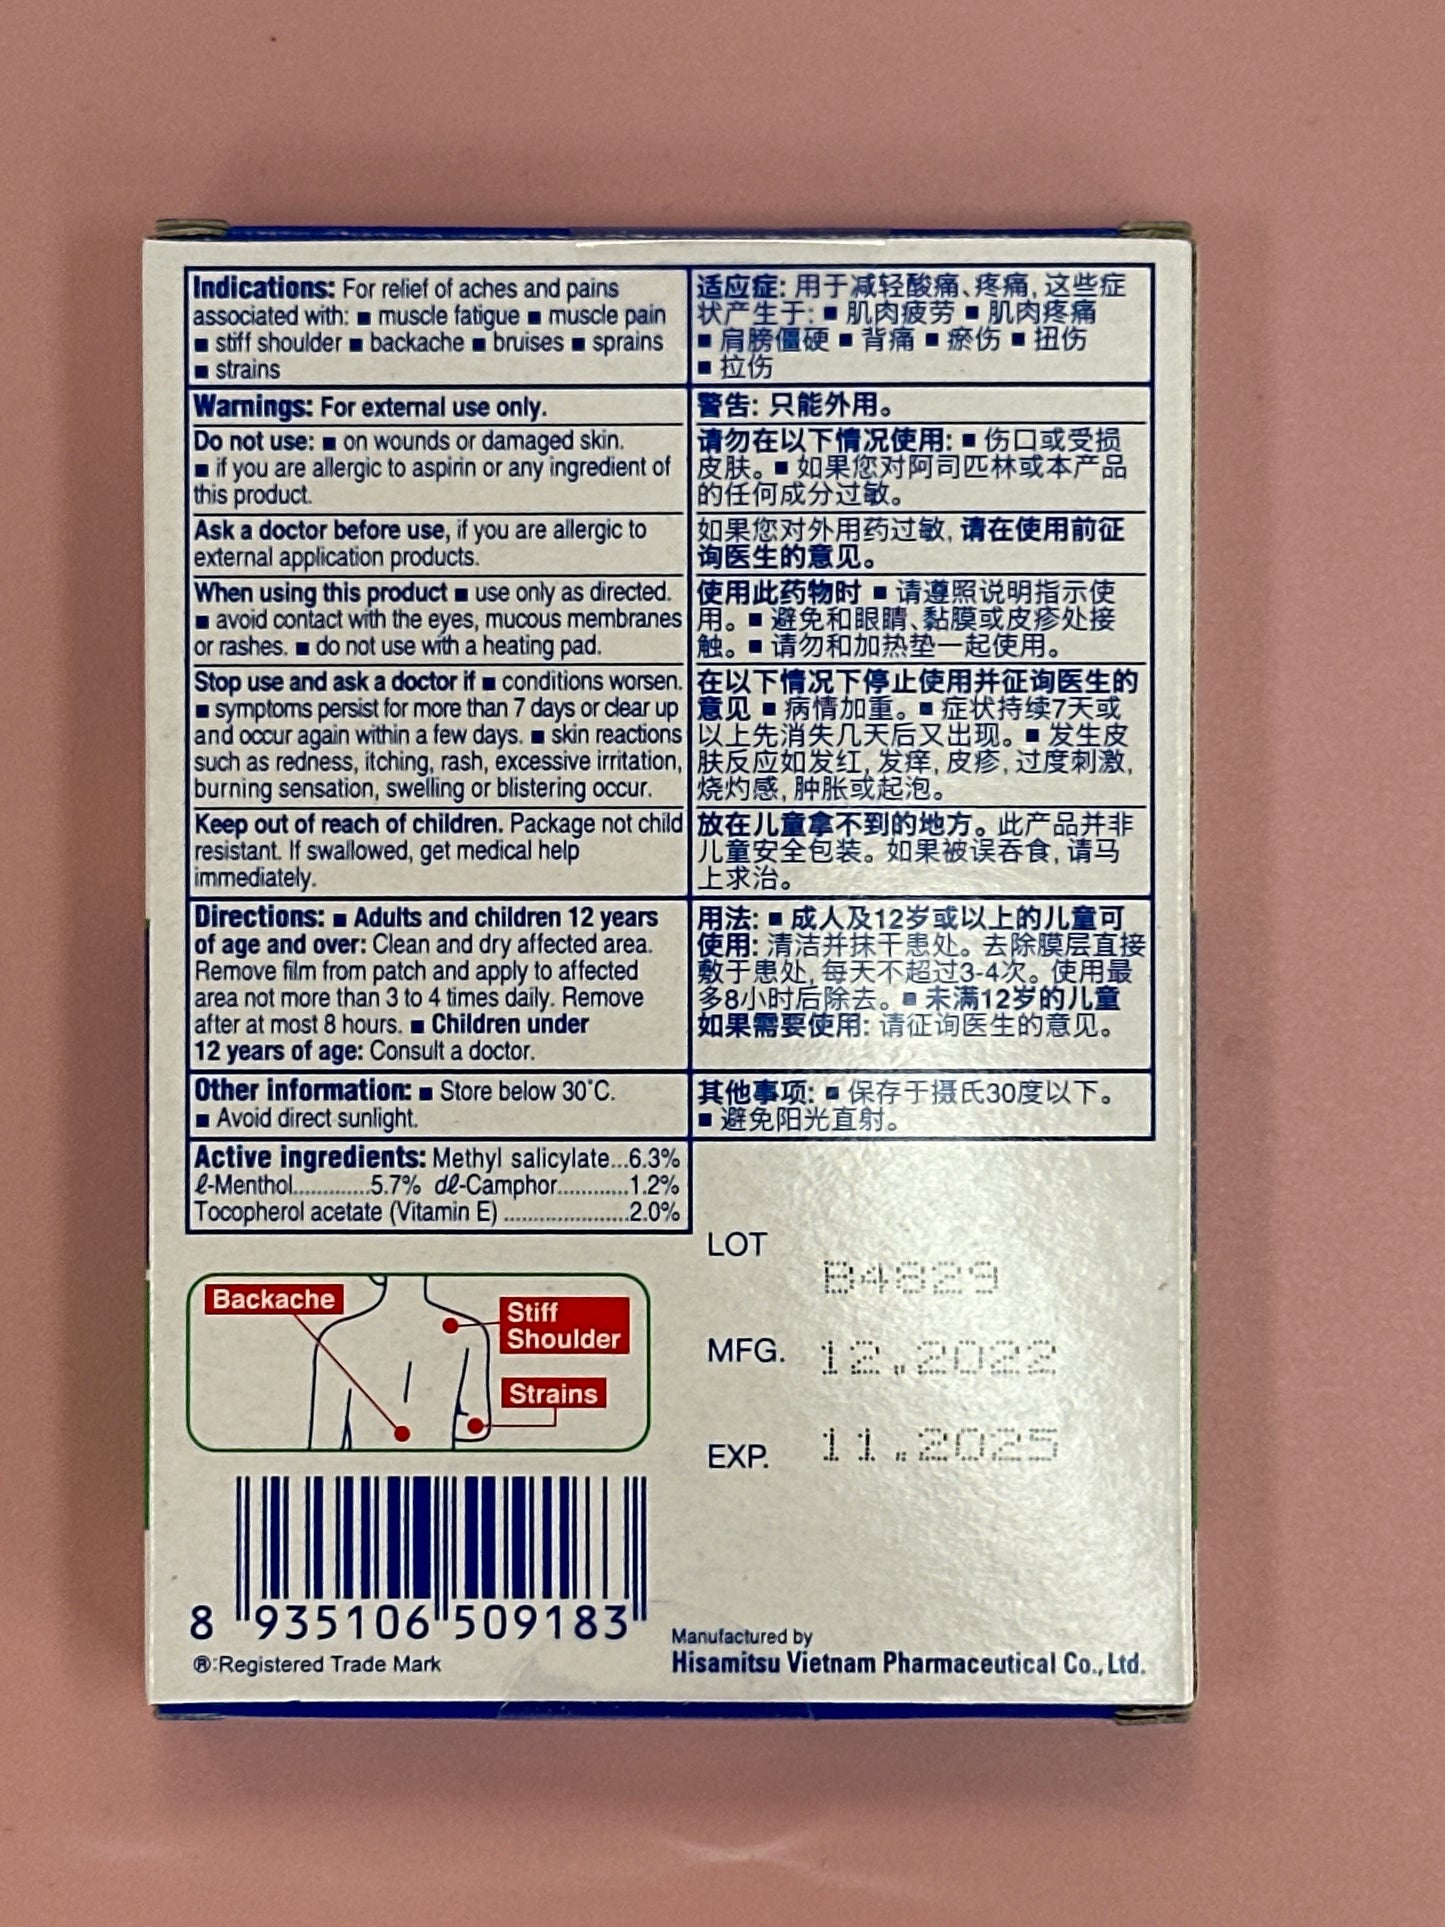 Indications: For relief of aches and pains
associated with: ■ muscle fatigue ■ muscle pain
■ stiff shoulder ■ backache ■ bruises ■ sprains
■ strains
Warnings: For external use only.
Do not use: ■ on wounds or damaged skin.
■ if you are allergic to aspirin or any ingredient of
this product.
Ask a doctor before use, if you are allergic to
external application products.
When using this product ■ use only as directed.
■ avoid contact with the eyes, mucous membranes
or rashes. ■ do not use with a heating pad.
Stop use and ask a doctor if ■ conditions worsen.
■ symptoms persist for more than 7 days or clear up
and occur again within a few days. ■ skin reactions
such as redness, itching, rash, excessive irritation,
burning sensation, swelling or blistering occur.
Keep out of reach of children. Package not child
resistant. If swallowed, get medical help
immediately.
Directions: ■ Adults and children 12 years
of age and over: Clean and dry affected area.
Remove film from patch and apply to affected
area not more than 3 to 4 times daily. Remove
after at most 8 hours. ■ Children under
12 years of age: Consult a doctor.
Other information: ■ Store below 30°C.
■ Avoid direct sunlight.
Active ingredients: Methyl salicylate...6.3%
ℓ-Menthol.............5.7% dℓ-Camphor............1.2%
Tocopherol acetate (Vitamin E) .....................2.0%
适应症: 用于减轻酸痛、疼痛, 这些症
状产生于: ■ 肌肉疲劳 ■ 肌肉疼痛
■ 肩膀僵硬 ■ 背痛 ■ 瘀伤 ■ 扭伤
■ 拉伤
警告: 只能外用。
请勿在以下情况使用: ■ 伤口或受损
皮肤。■ 如果您对阿司匹林或本产品
的任何成分过敏。
如果您对外用药过敏, 请在使用前征
询医生的意见。
使用此药物时 ■ 请遵照说明指示使
用。■ 避免和眼睛、黏膜或皮疹处接
触。■ 请勿和加热垫一起使用。
在以下情况下停止使用并征询医生的
意见 ■ 病情加重。■ 症状持续7天或
以上先消失几天后又出现。■ 发生皮
肤反应如发红, 发痒, 皮疹, 过度刺激,
烧灼感, 肿胀或起泡。
放在儿童拿不到的地方。此产品并非
儿童安全包装。如果被误吞食, 请马
上求治。
用法: ■ 成人及12岁或以上的儿童可
使用: 清洁并抹干患处。去除膜层直接
敷于患处, 每天不超过3-4次。使用最
多8小时后除去。■ 未满12岁的儿童
如果需要使用: 请征询医生的意见。
其他事项: ■ 保存于摄氏30度以下。
■ 避免阳光直射。
LOT B4829
MFG. 12.2022
EXP. 11.2025
Backache
Stiff
Shoulder
Strains
8 935106 509183
®:Registered Trade Mark
Manufactured by
Hisamitsu Vietnam Pharmaceutical Co., Ltd.